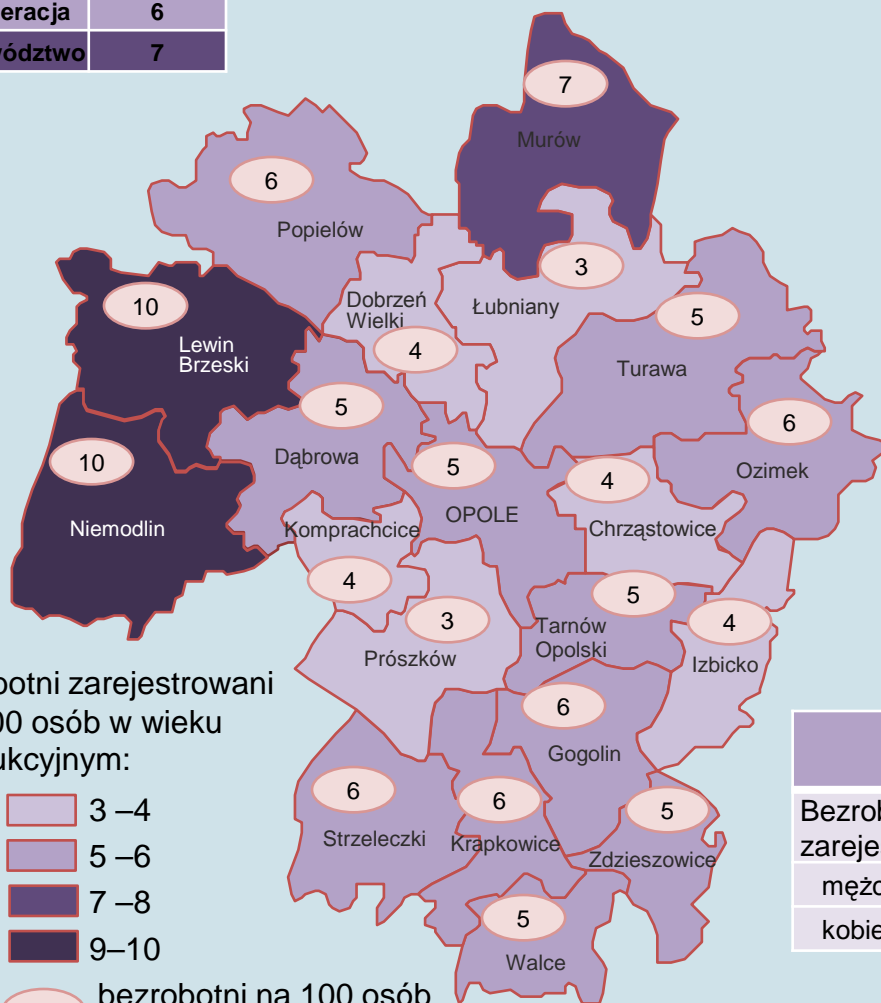 eracja 6
ództwo 7
7
Murów
6
Popielów
3
Łubniany
10
Lewin
Brzeski
Dobrzeń
Wielki
4
5
Turawa
5
Dąbrowa
6
Ozimek
10
Niemodlin
5
OPOLE
4
Chrząstowice
Komprachcice
4
3
Prószków
5
Tarnów
Opolski
4
Izbicko
6
Gogolin
6
Strzeleczki
6
Krapkowice
5
Zdzieszowice
5
Walce
otni zarejestrowani
00 osób w wieku
ukcyjnym:
3 –4
5 –6
7 –8
9–10
bezrobotni na 100 osób
Bezrob
zareje
mężc
kobie